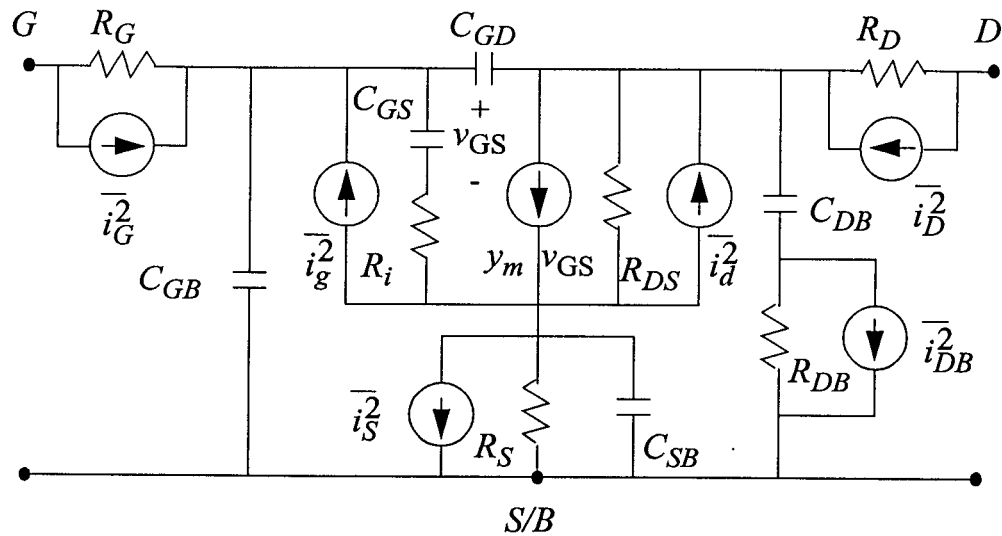 G
R_G
C_GD
R_D
D
C_GS
+
v_GS
-
i_G^2
i_g^2
R_i
y_m v_GS
R_DS
i_d^2
C_DB
i_D^2
C_GB
i_S^2
R_S
C_SB
R_DB
i_DB^2
S/B